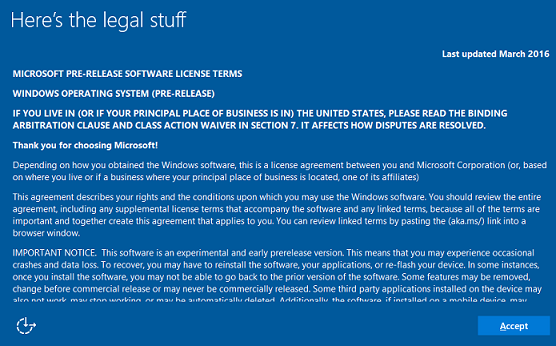 Here's the legal stuff
Last updated March 2016
MICROSOFT PRE-RELEASE SOFTWARE LICENSE TERMS
WINDOWS OPERATING SYSTEM (PRE-RELEASE)
IF YOU LIVE IN (OR IF YOUR PRINCIPAL PLACE OF BUSINESS IS IN) THE UNITED STATES, PLEASE READ THE BINDING
ARBITRATION CLAUSE AND CLASS ACTION WAIVER IN SECTION 7. IT AFFECTS HOW DISPUTES ARE RESOLVED.
Thank you for choosing Microsoft!
Depending on how you obtained the Windows software, this is a license agreement between you and Microsoft Corporation (or, based
on where you live or if a business where your principal place of business is located, one of its affiliates)
This agreement describes your rights and the conditions upon which you may use the Windows software. You should review the entire
agreement, including any supplemental license terms that accompany the software and any linked terms, because all of the terms are
important and together create this agreement that applies to you. You can review linked terms by pasting the (aka.ms/) link into a
browser window.
IMPORTANT NOTICE. This software is an experimental and early prerelease version. This means that you may experience occasional
crashes and data loss. To recover, you may have to reinstall the software, your applications, or re-flash your device. In some instances,
once you install the software, you may not be able to go back to the prior version of the software. Some features may be removed,
change before commercial release or may never be commercially released. Some third party applications installed on the device may
also not work, may stop working, or may be automatically deleted. Additionally, the software, if installed on a mobile device, may
Accept